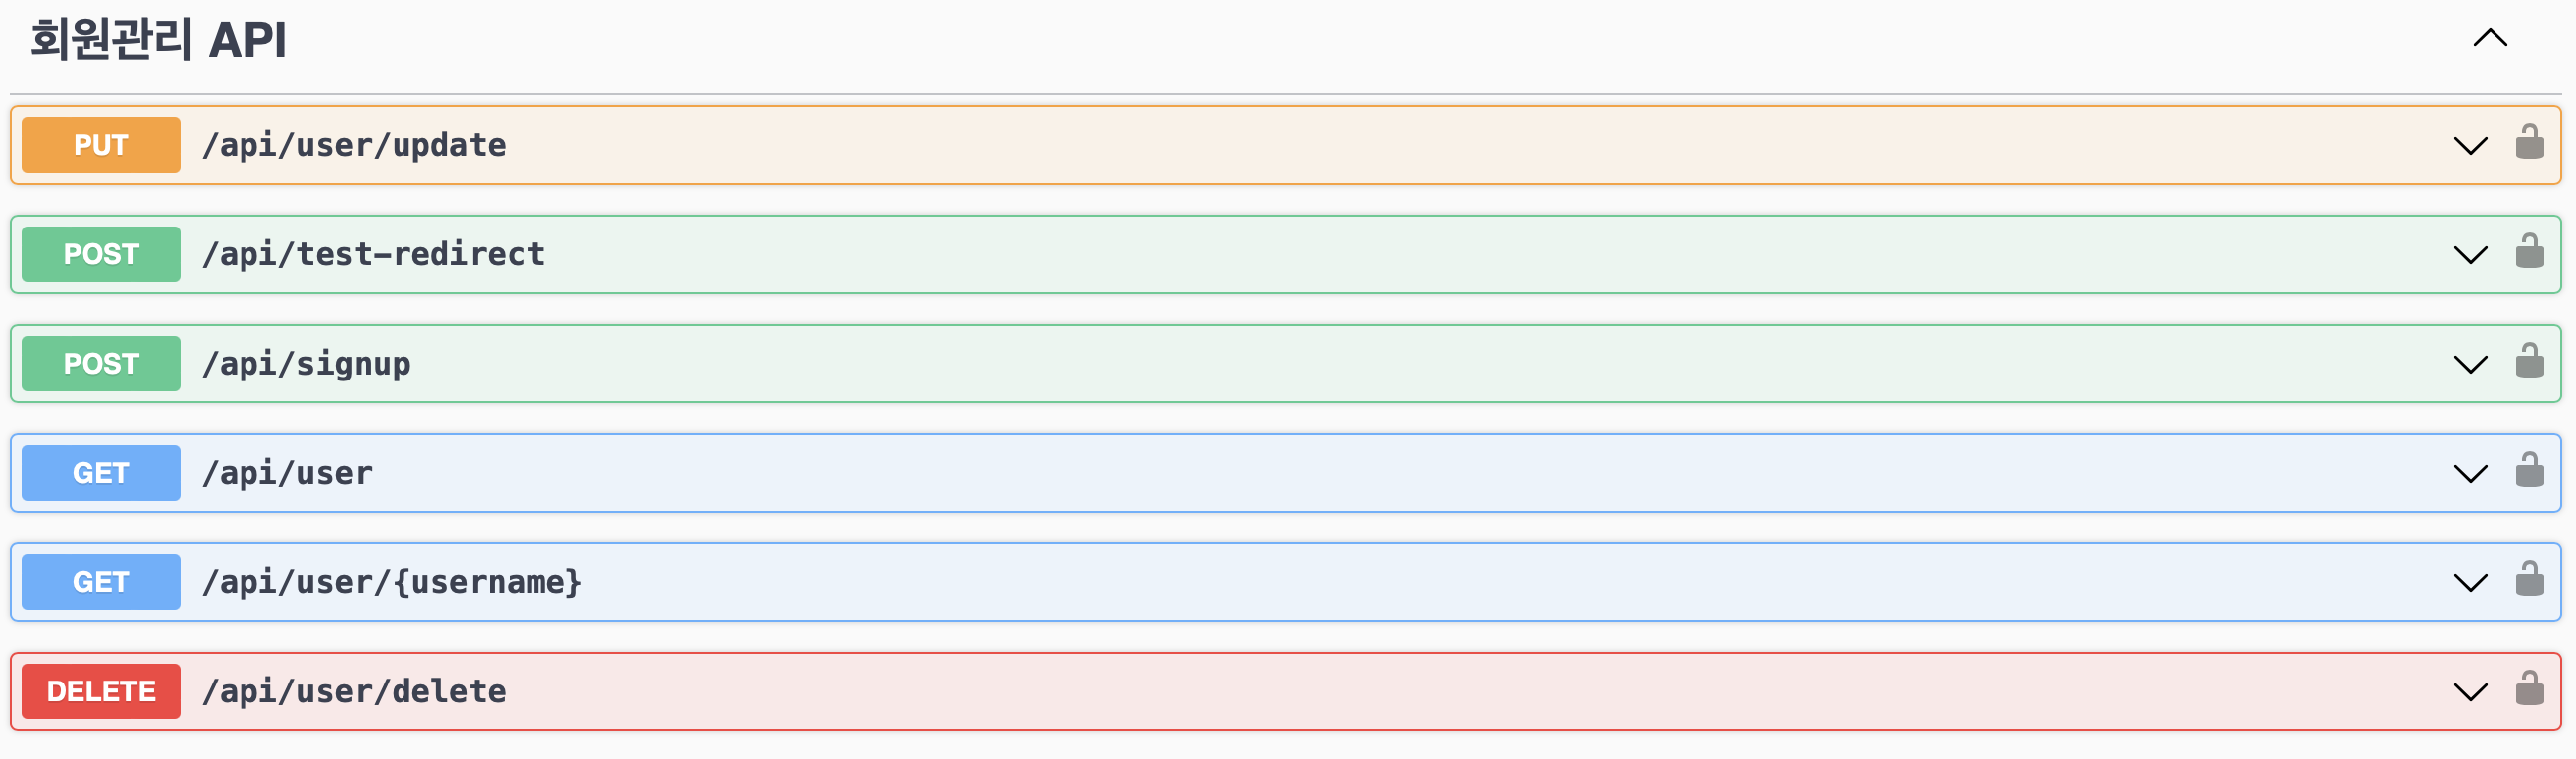 회원관리 API
PUT /api/user/update
POST /api/test-redirect
POST /api/signup
GET /api/user
GET /api/user/{username}
DELETE /api/user/delete